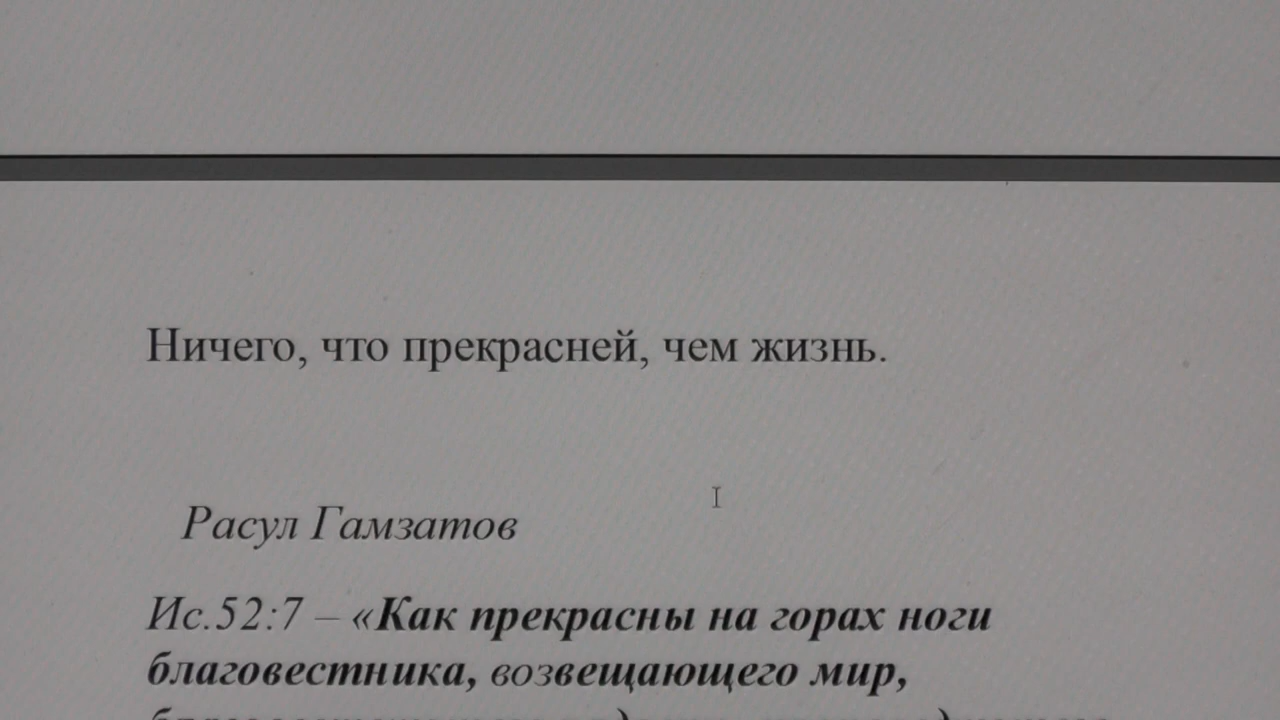 Ничего, что прекрасней, чем жизнь.
Расул Гамзатов
Ис.52:7 – «Как прекрасны на горах ноги
благовестника, возвещающего мир,